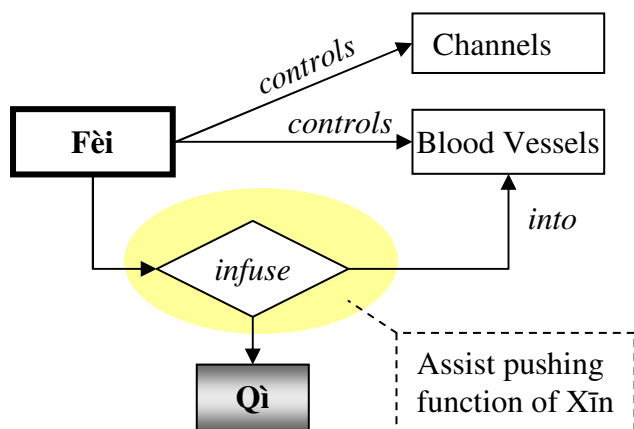 controls
Channels
Fèi
controls
Blood Vessels
infuse
into
Qì
Assist pushing
function of Xīn